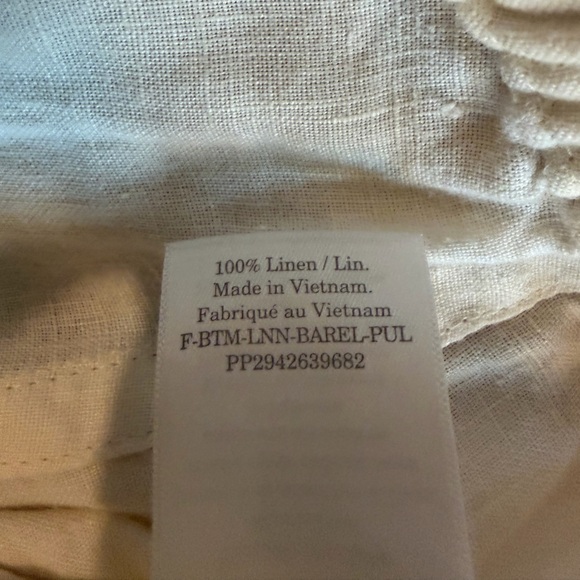 100% Linen / Lin.
Made in Vietnam.
Fabriqué au Vietnam
F-BTM-LNN-BAREL-PUL
PP2942639682